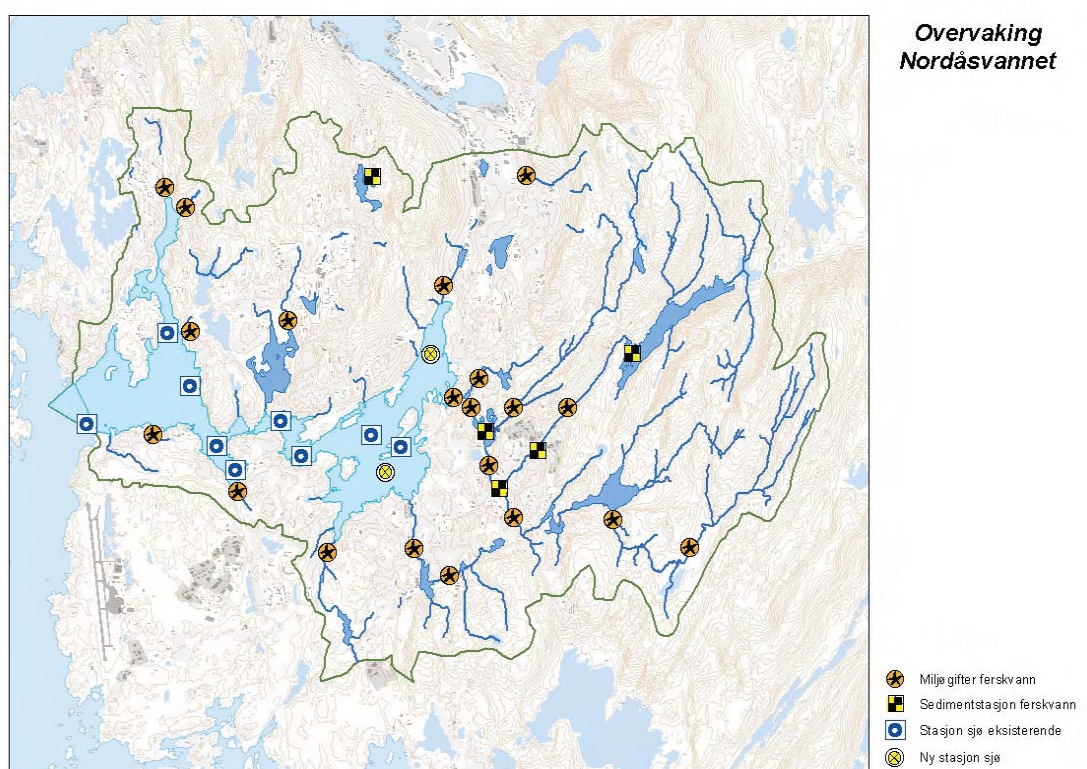 Overvaking
Nordåsvannet
Miljøgifter ferskvann
Sedimentstasjon ferskvann
Stasjon sjø eksisterende
Ny stasjon sjø